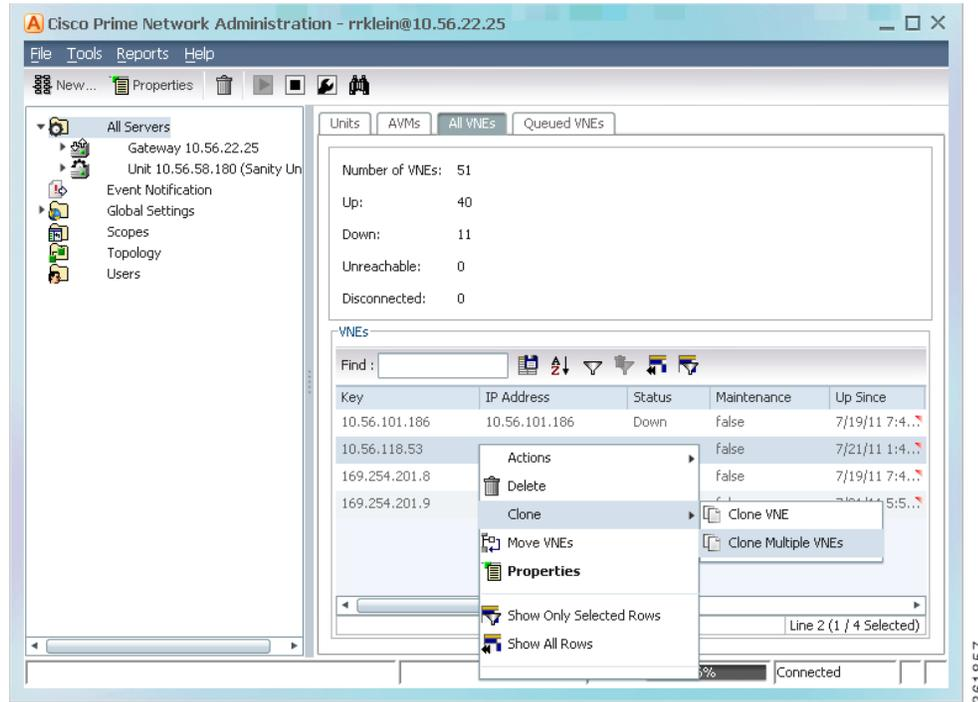 Cisco Prime Network Administration - rrklein@10.56.22.25
File Tools Reports Help
New... Properties
All Servers
Gateway 10.56.22.25
Unit 10.56.58.180 (Sanity Un
Event Notification
Global Settings
Scopes
Topology
Users
Units AVMs All VNEs Queued VNEs
Number of VNEs: 51
Up: 40
Down: 11
Unreachable: 0
Disconnected: 0
VNEs
Find :
Key IP Address Status Maintenance Up Since
10.56.101.186 10.56.101.186 Down false 7/19/11 7:4...
10.56.118.53 false 7/21/11 1:4...
169.254.201.8 false 7/19/11 7:4...
169.254.201.9 5:5...
Actions
Delete
Clone
Move VNEs
Properties
Show Only Selected Rows
Show All Rows
Clone VNE
Clone Multiple VNEs
Line 2 (1 / 4 Selected)
Connected